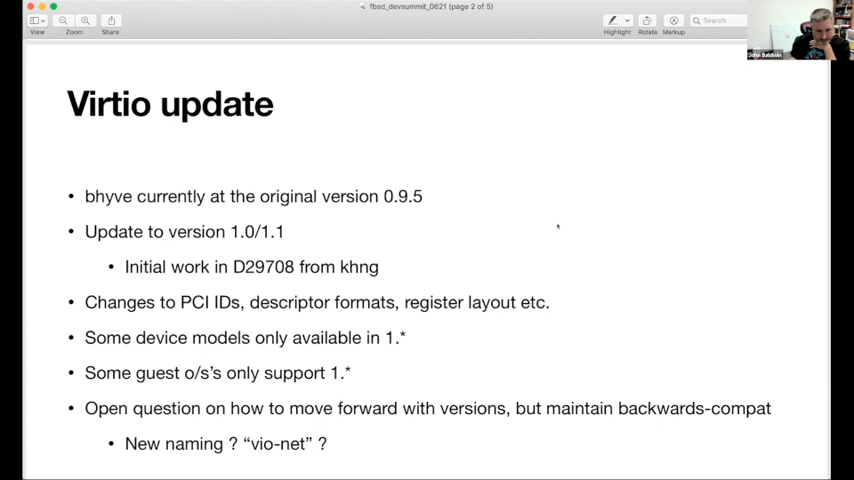 fbsd_devsummit_0621 (page 2 of 5)
View
Zoom
Share
Highlight
Rotate
Markup
Search
John Baldwin
Virtio update
• bhyve currently at the original version 0.9.5
• Update to version 1.0/1.1
• Initial work in D29708 from khng
• Changes to PCI IDs, descriptor formats, register layout etc.
• Some device models only available in 1.*
• Some guest o/s's only support 1.*
• Open question on how to move forward with versions, but maintain backwards-compat
• New naming ? “vio-net” ?